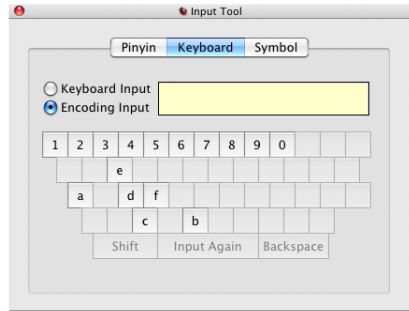 Input Tool
Pinyin Keyboard Symbol
Keyboard Input
Encoding Input
1 2 3 4 5 6 7 8 9 0
e
a d f
c b
Shift Input Again Backspace